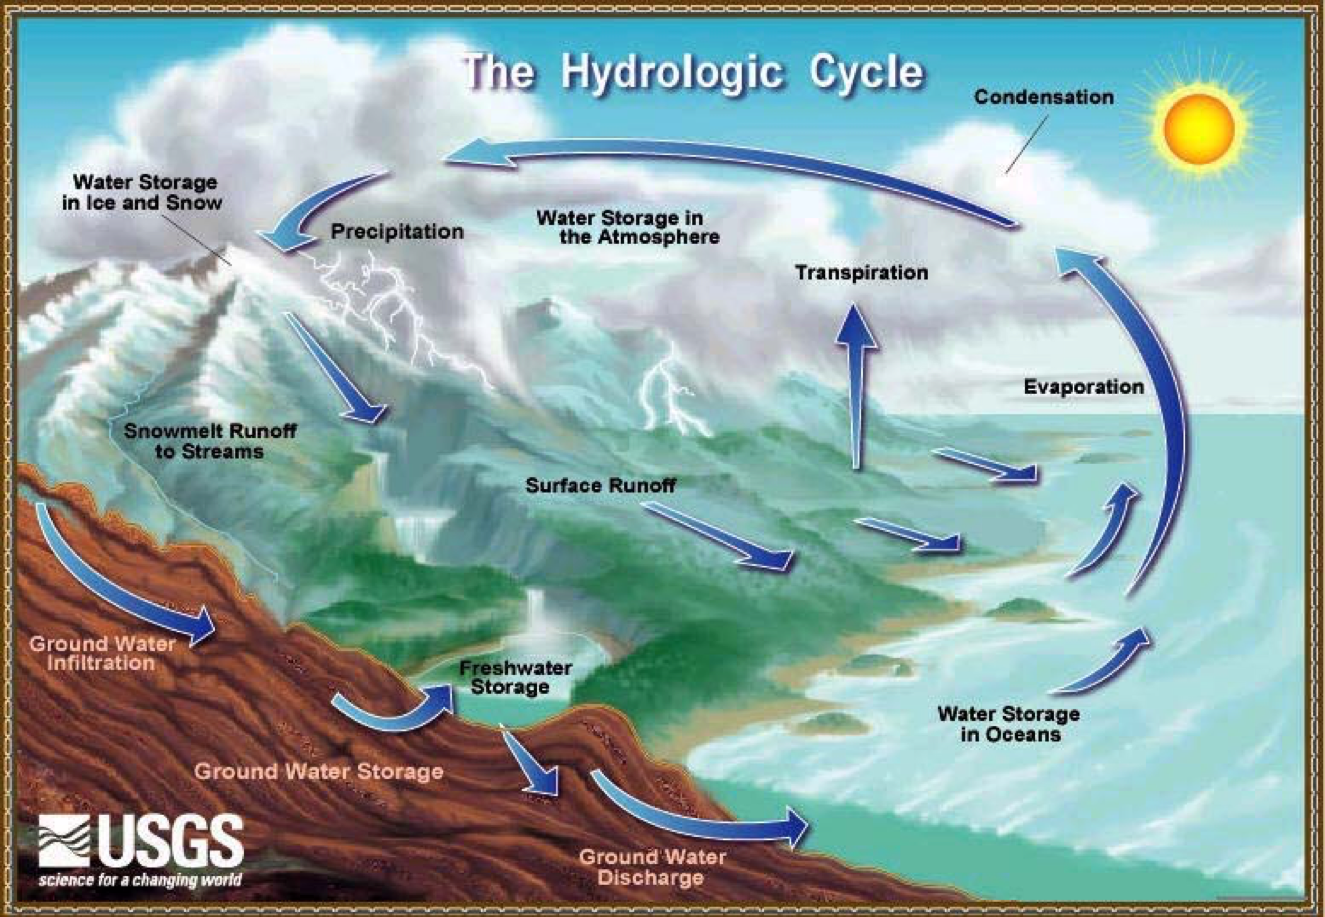 The Hydrologic Cycle
Condensation
Water Storage
in Ice and Snow
Precipitation
Water Storage in
the Atmosphere
Transpiration
Evaporation
Snowmelt Runoff
to Streams
Surface Runoff
Ground Water
Infiltration
Freshwater
Storage
Water Storage
in Oceans
Ground Water Storage
Ground Water
Discharge
USGS
science for a changing world